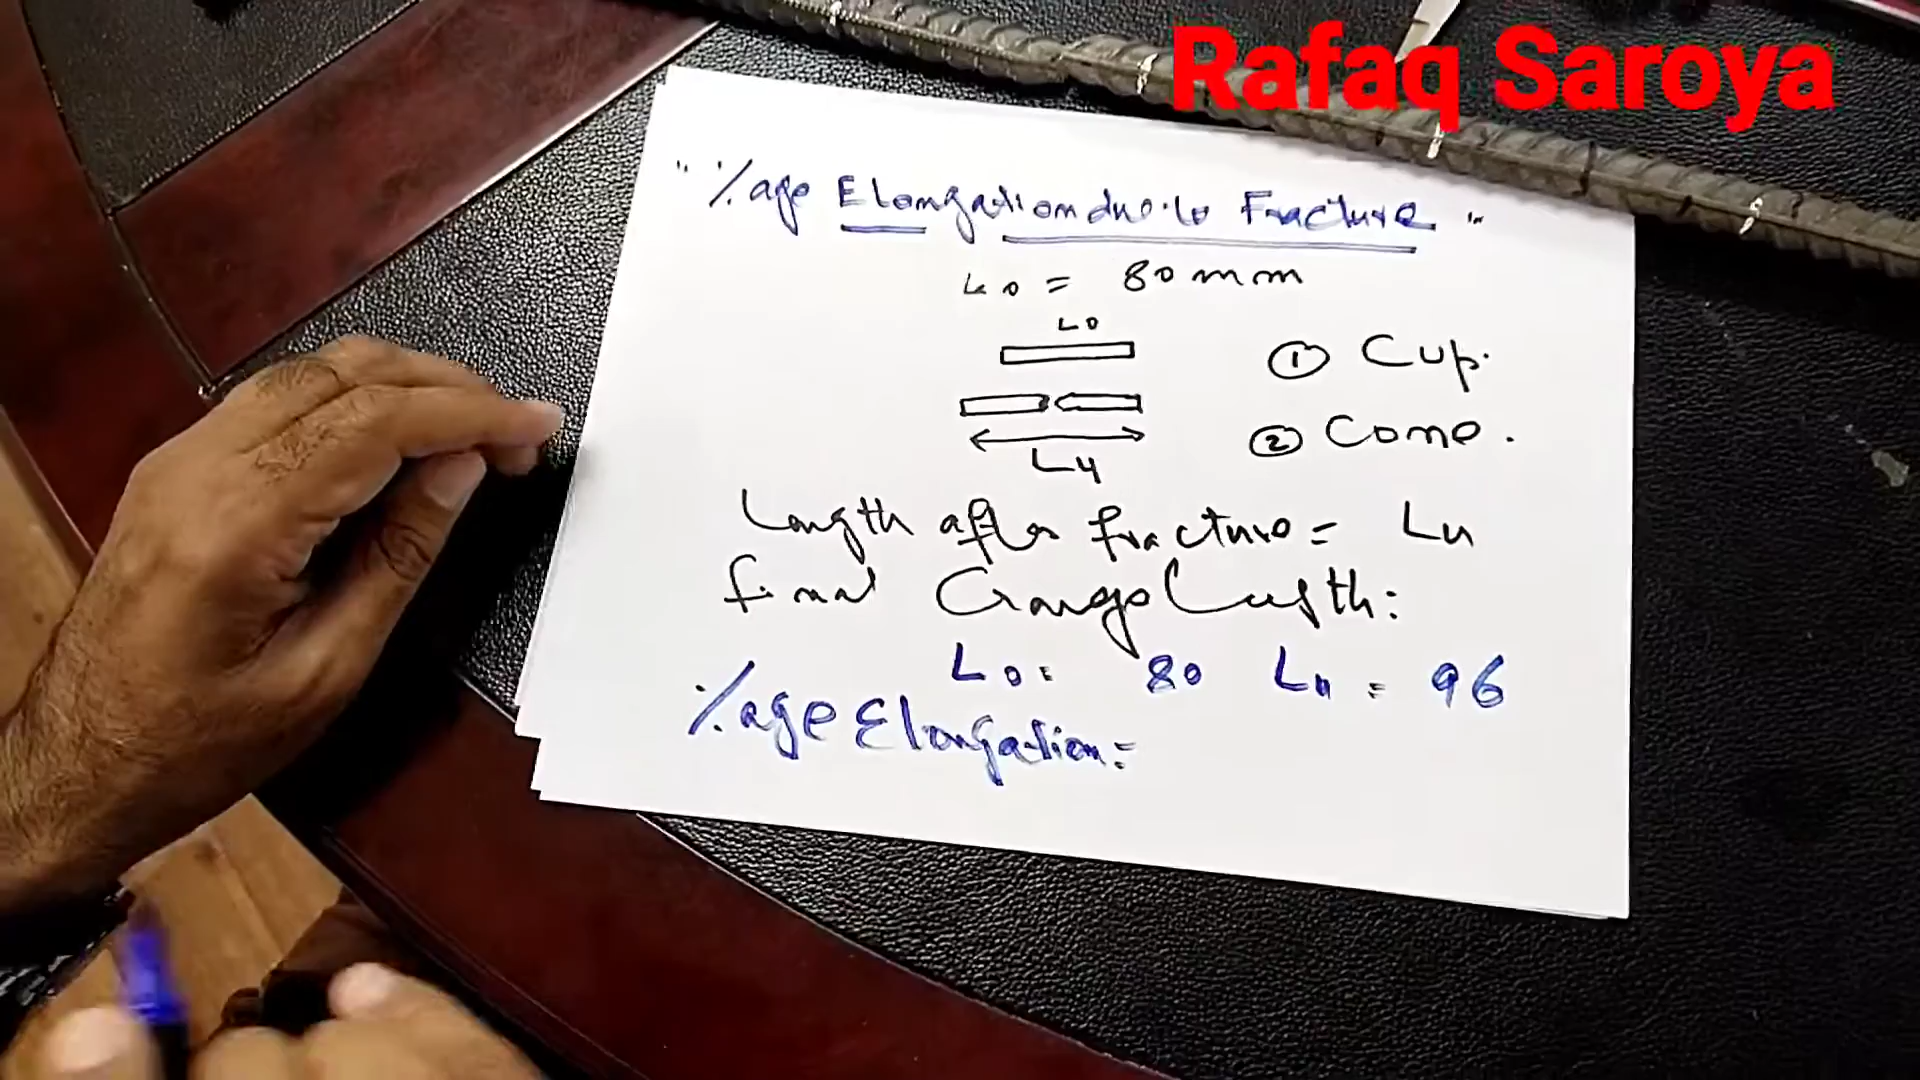 Rafaq Saroya
"%age Elongation due to Fracture"
Lo = 80 mm
Lo
① Cup.
② Cone.
Lu
Length after fracture = Lu
final Gauge Length:
Lo = 80 Lu = 96
%age Elongation =